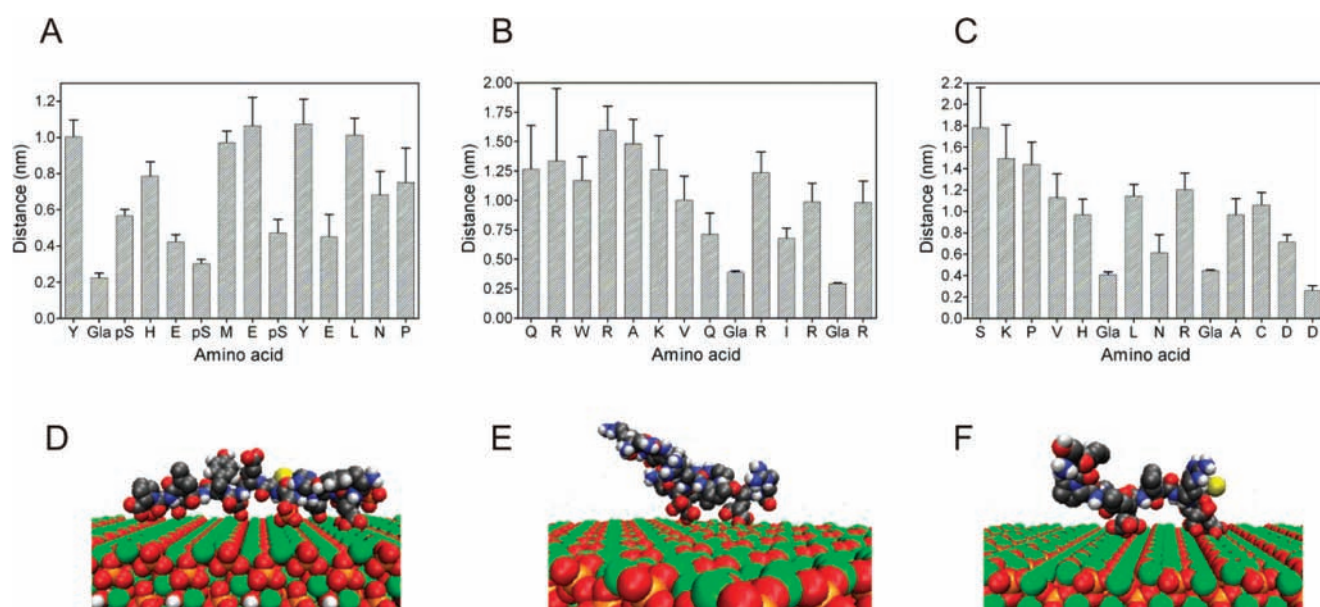 A
B
C
Distance (nm)
1.2
1.0
0.8
0.6
0.4
0.2
0.0
Y Gla pS H E pS M E pS Y E L N P
Amino acid
Distance (nm)
2.00
1.75
1.50
1.25
1.00
0.75
0.50
0.25
0.00
Q R W R A K V Q Gla R I R Gla R
Amino acid
Distance (nm)
2.2
2.0
1.8
1.6
1.4
1.2
1.0
0.8
0.6
0.4
0.2
0.0
S K P V H Gla L N R Gla A C D D
Amino acid
D
E
F